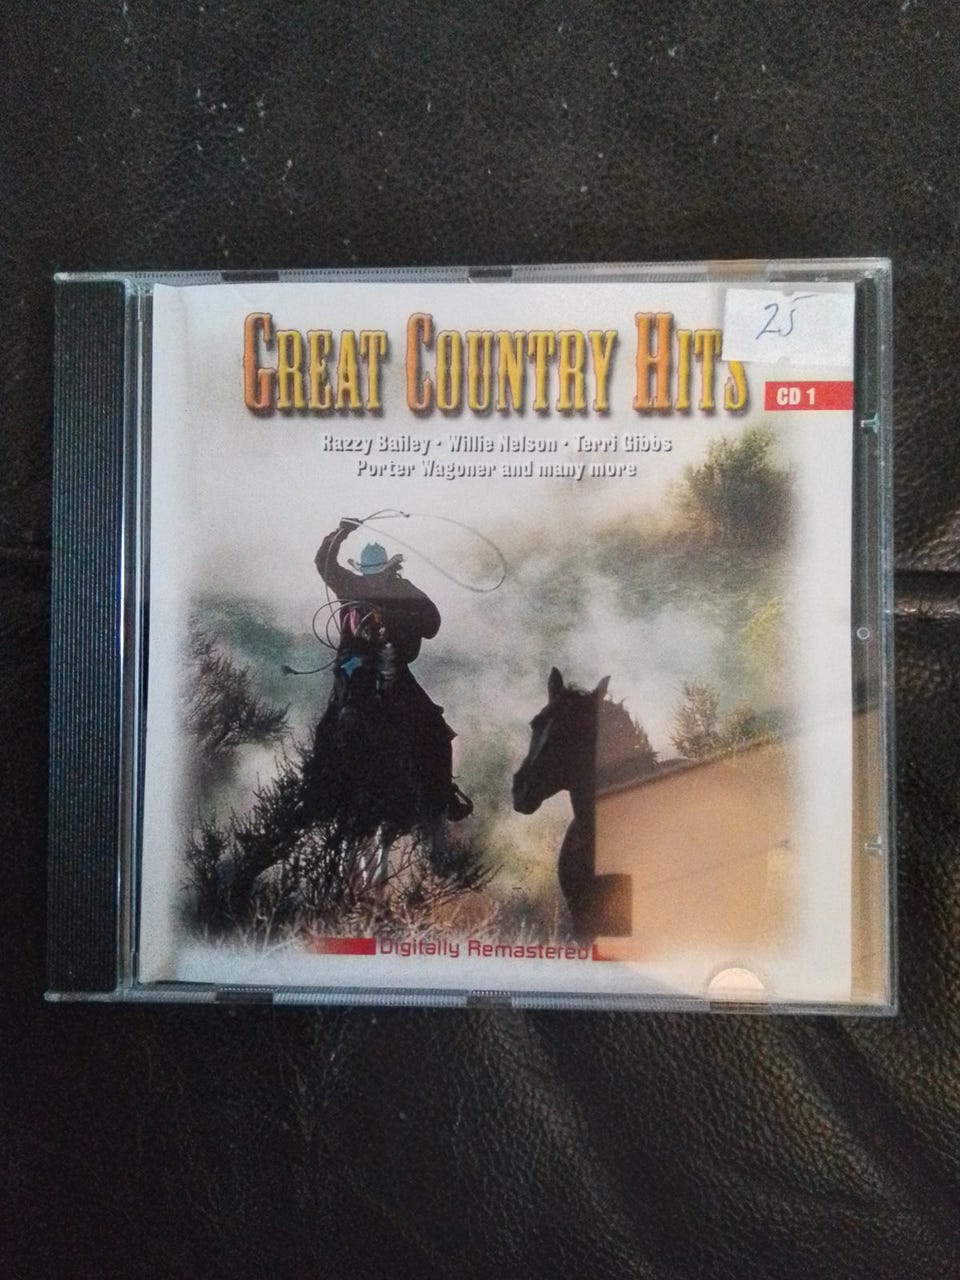 GREAT COUNTRY HITS
25
CD 1
Razzy Bailey • Willie Nelson • Terri Gibbs
Porter Wagoner and many more
Digitally Remastered